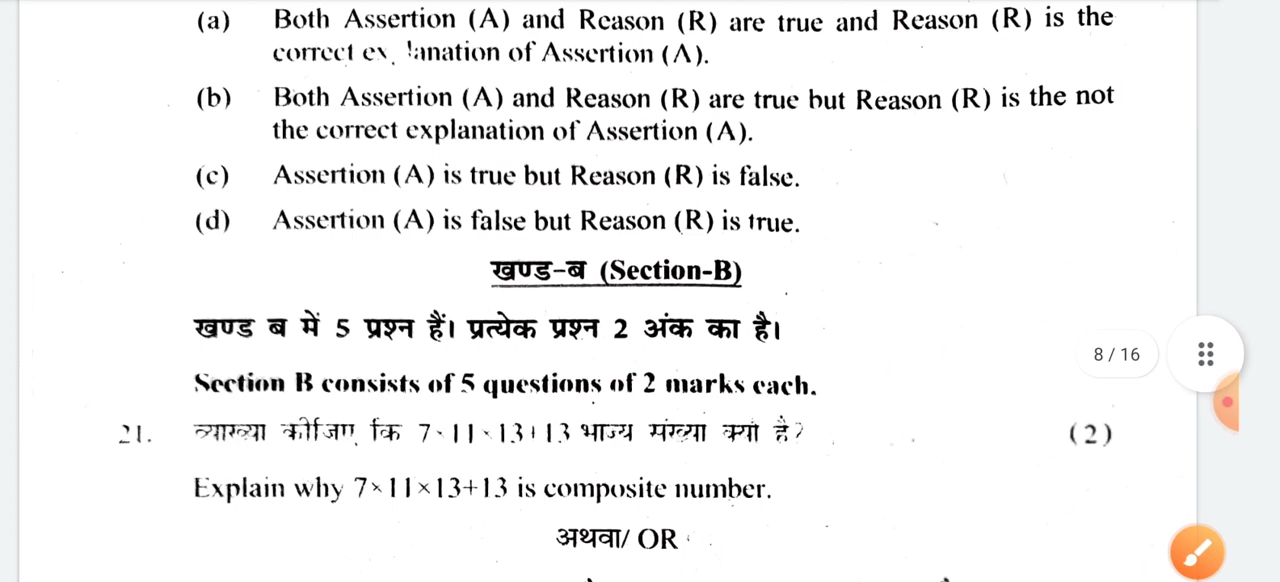 (a) Both Assertion (A) and Reason (R) are true and Reason (R) is the
correct ex lanation of Assertion (A).
(b) Both Assertion (A) and Reason (R) are true but Reason (R) is the not
the correct explanation of Assertion (A).
(c) Assertion (A) is true but Reason (R) is false.
(d) Assertion (A) is false but Reason (R) is true.
खण्ड-ब (Section-B)
खण्ड ब में 5 प्रश्न हैं। प्रत्येक प्रश्न 2 अंक का है।
Section B consists of 5 questions of 2 marks each.
8 / 16
21. व्याख्या कीजिए कि 7×11×13+13 भाज्य संख्या क्यों है? (2)
Explain why 7×11×13+13 is composite number.
अथवा/ OR